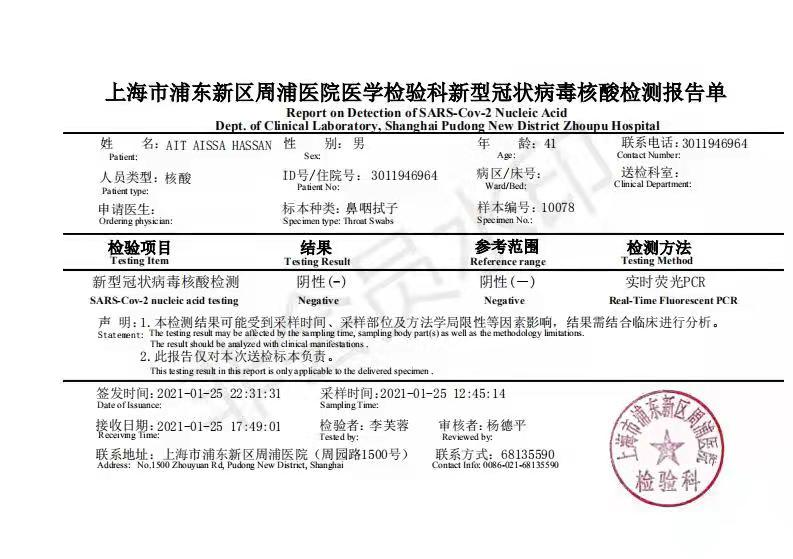 上海市浦东新区周浦医院医学检验科新型冠状病毒核酸检测报告单
Report on Detection of SARS-Cov-2 Nucleic Acid
Dept. of Clinical Laboratory, Shanghai Pudong New District Zhoupu Hospital
姓 名: AIT AISSA HASSAN 性 别: 男 年 龄: 41 联系电话: 3011946964
Patient: Sex: Age: Contact Number:
人员类型: 核酸 ID号/住院号: 3011946964 病区/床号: 送检科室:
Patient type: Patient No: Ward/Bed: Clinical Department:
申请医生: 标本种类: 鼻咽拭子 样本编号: 10078
Ordering physician: Specimen type: Throat Swabs Specimen No.:
检验项目 结果 参考范围 检测方法
Testing Item Testing Result Reference range Testing Method
新型冠状病毒核酸检测 阴性(-) 阴性(—) 实时荧光PCR
SARS-Cov-2 nucleic acid testing Negative Negative Real-Time Fluorescent PCR
声 明: 1. 本检测结果可能受到采样时间、采样部位及方法学局限性等因素影响，结果需结合临床进行分析。
Statement: The testing result may be affected by the sampling time, sampling body part(s) as well as the methodology limitations.
The result should be analyzed with clinical manifestations .
2. 此报告仅对本次送检标本负责。
This testing result in this report is only applicable to the delivered specimen .
签发时间: 2021-01-25 22:31:31 采样时间: 2021-01-25 12:45:14
Date of Issuance: Sampling Time:
接收日期: 2021-01-25 17:49:01 检验者: 李芙蓉 审核者: 杨德平
Receiving Time: Tested by: Reviewed by:
联系地址: 上海市浦东新区周浦医院（周园路1500号） 联系方式: 68135590
Address: No.1500 Zhouyuan Rd, Pudong New District, Shanghai Contact Info: 0086-021-68135590
上海市浦东新区周浦医院
检验科
非会员水印